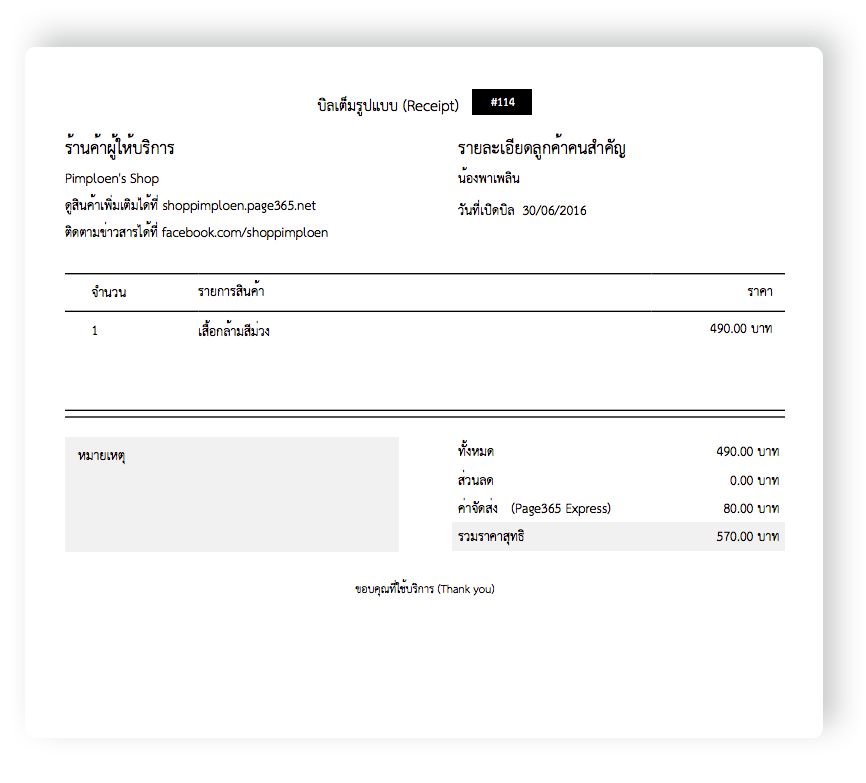 บิลเต็มรูปแบบ (Receipt) #114
ร้านค้าผู้ให้บริการ
Pimploen's Shop
ดูสินค้าเพิ่มเติมได้ที่ shoppimploen.page365.net
ติดตามข่าวสารได้ที่ facebook.com/shoppimploen
รายละเอียดลูกค้าคนสำคัญ
น้องพาเพลิน
วันที่เปิดบิล 30/06/2016
จำนวน รายการสินค้า ราคา
1 เสื้อกล้ามสีม่วง 490.00 บาท
หมายเหตุ
ทั้งหมด 490.00 บาท
ส่วนลด 0.00 บาท
ค่าจัดส่ง (Page365 Express) 80.00 บาท
รวมราคาสุทธิ 570.00 บาท
ขอบคุณที่ใช้บริการ (Thank you)